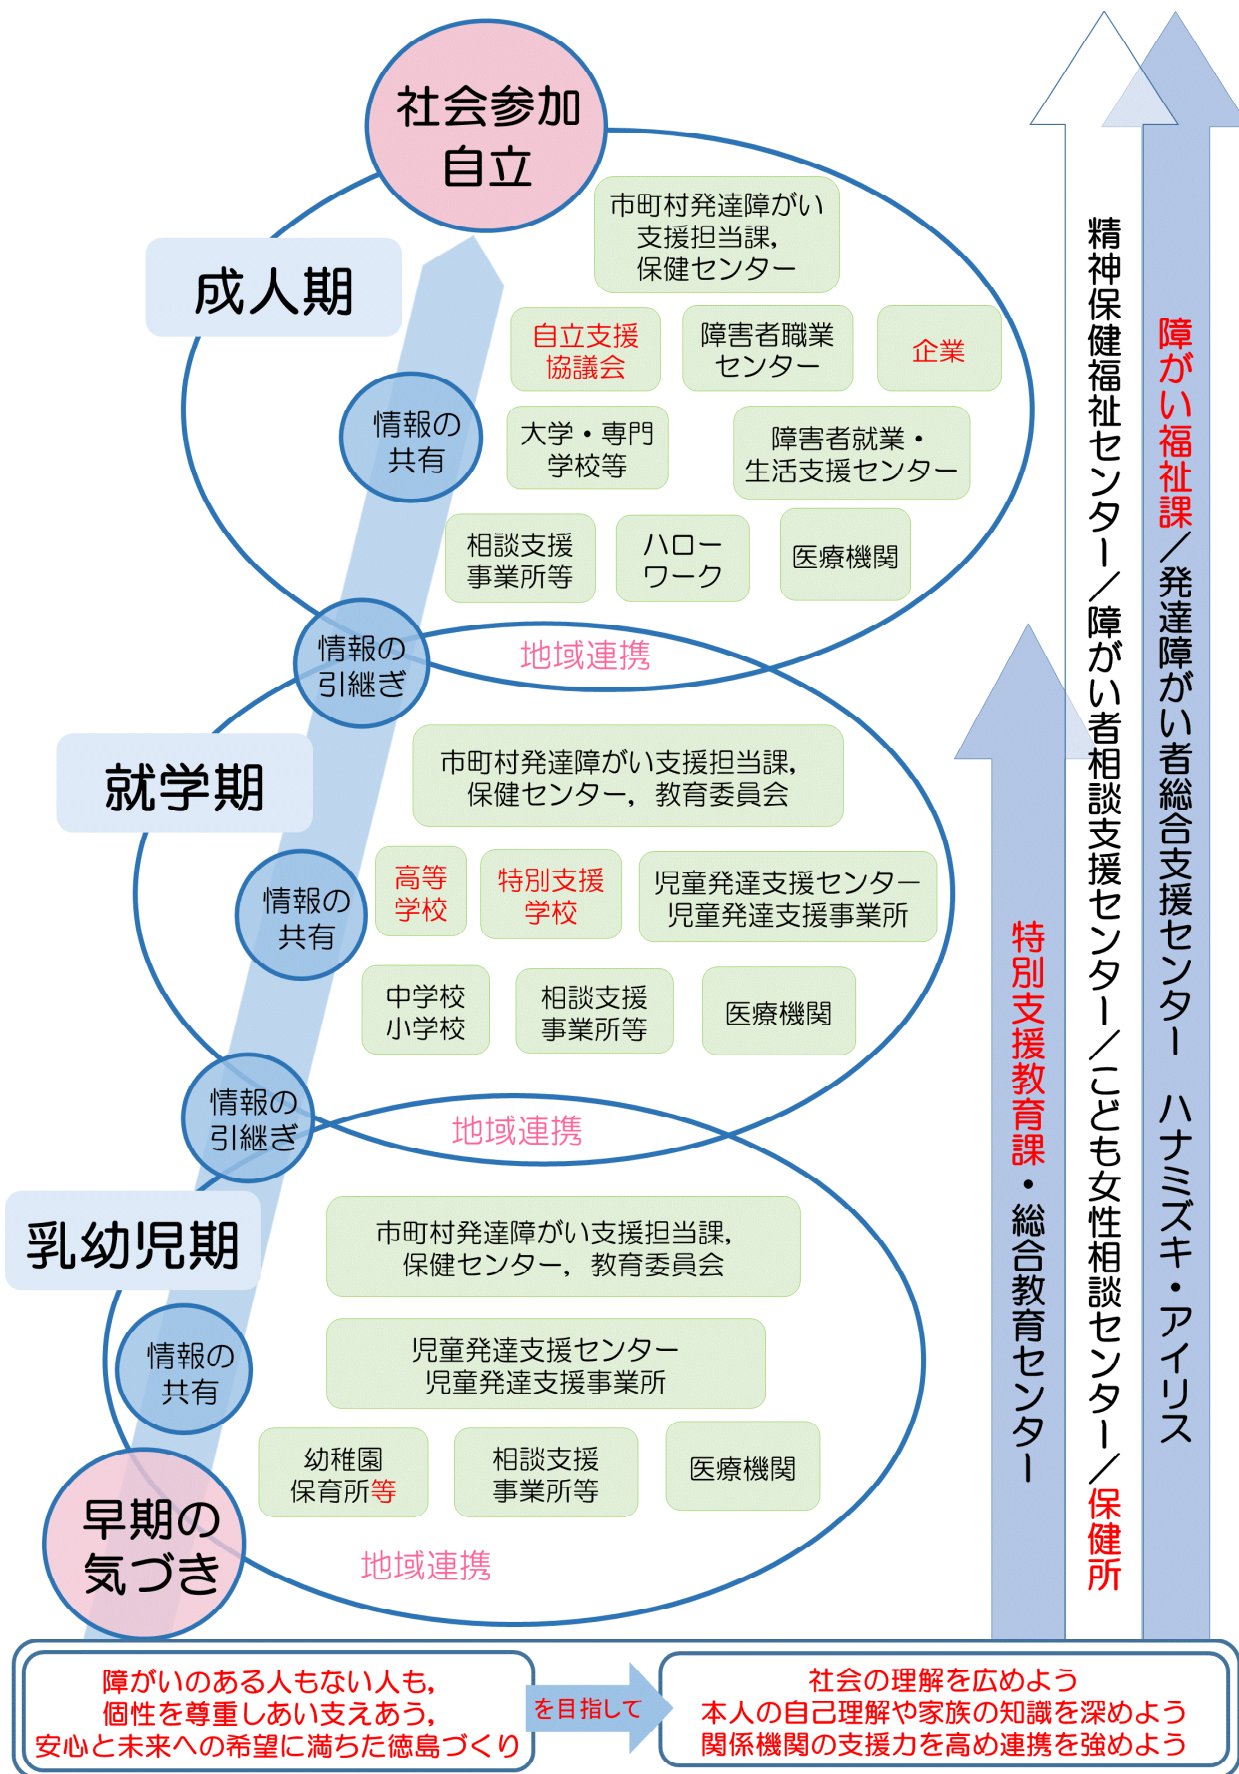 社会参加
自立
成人期
市町村発達障がい
支援担当課，
保健センター
自立支援
協議会
障害者職業
センター
企業
情報の
共有
大学・専門
学校等
障害者就業・
生活支援センター
相談支援
事業所等
ハロー
ワーク
医療機関
情報の
引継ぎ
地域連携
就学期
市町村発達障がい支援担当課，
保健センター，教育委員会
情報の
共有
高等
学校
特別支援
学校
児童発達支援センター
児童発達支援事業所
中学校
小学校
相談支援
事業所等
医療機関
情報の
引継ぎ
地域連携
乳幼児期
市町村発達障がい支援担当課，
保健センター，教育委員会
情報の
共有
児童発達支援センター
児童発達支援事業所
幼稚園
保育所等
相談支援
事業所等
医療機関
早期の
気づき
地域連携
特別支援教育課・総合教育センター
精神保健福祉センター／障がい者相談支援センター／こども女性相談センター／保健所
障がい福祉課／発達障がい者総合支援センター　ハナミズキ・アイリス
障がいのある人もない人も，
個性を尊重しあい支えあう，
安心と未来への希望に満ちた徳島づくり
を目指して
社会の理解を広めよう
本人の自己理解や家族の知識を深めよう
関係機関の支援力を高め連携を強めよう